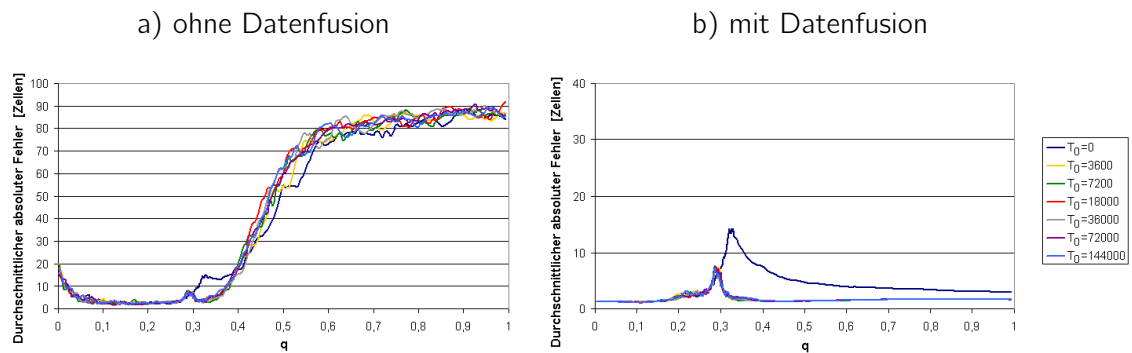 a) ohne Datenfusion
b) mit Datenfusion
Durchschnittlicher absoluter Fehler [Zellen]
100
90
80
70
60
50
40
30
20
10
0
0 0,1 0,2 0,3 0,4 0,5 0,6 0,7 0,8 0,9 1
q
Durchschnittlicher absoluter Fehler [Zellen]
40
30
20
10
0
0 0,1 0,2 0,3 0,4 0,5 0,6 0,7 0,8 0,9 1
q
T0=0
T0=3600
T0=7200
T0=18000
T0=36000
T0=72000
T0=144000